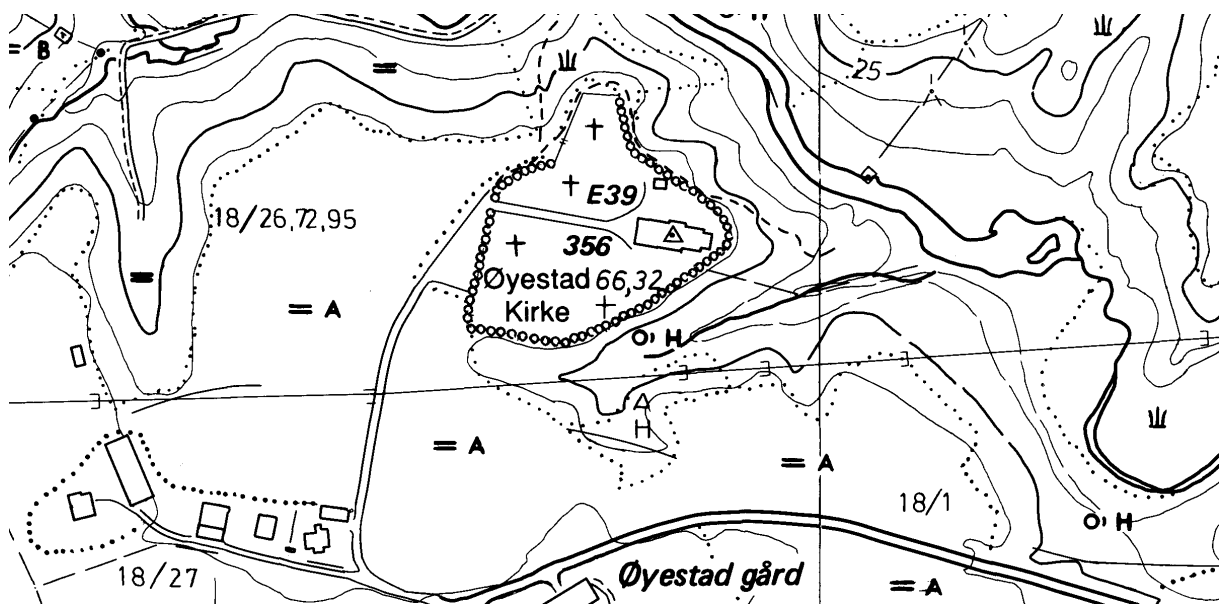 H
= B
25
E39
18/26,72,95
356
Øyestad 66,32
Kirke
= A
H
H
= A
= A
18/1
H
18/27
Øyestad gård
= A